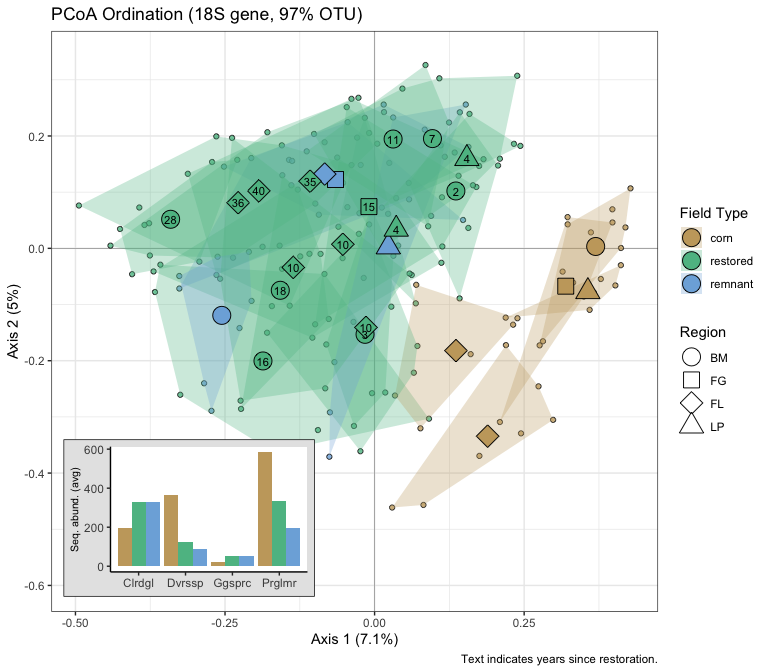 PCoA Ordination (18S gene, 97% OTU)
0.2
0.0
-0.2
-0.4
-0.6
Axis 2 (5%)
11
7
4
2
35
40
36
15
28
4
10
10
18
10
16
600
400
200
0
Seq. abund. (avg)
Clrdgl Dvrssp Ggsprc Prglmr
-0.50 -0.25 0.00 0.25
Axis 1 (7.1%)
Text indicates years since restoration.
Field Type
corn
restored
remnant
Region
BM
FG
FL
LP